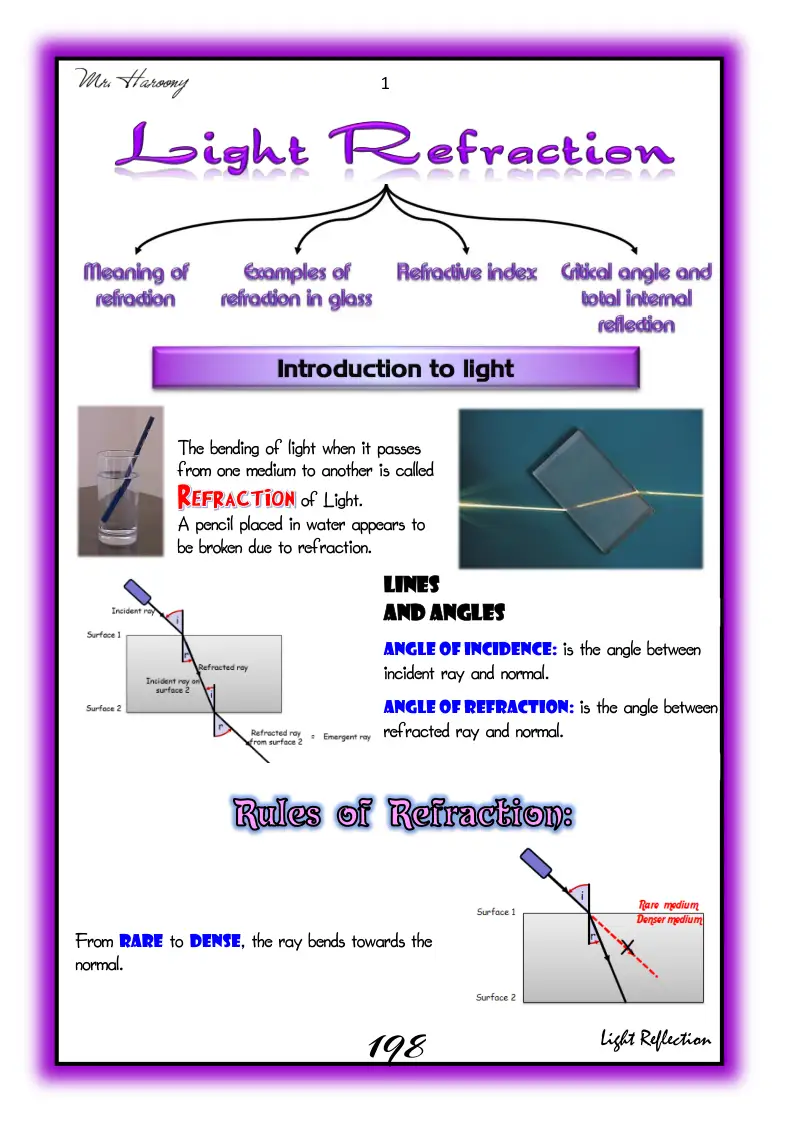 Mr. Haroony
1
Light Refraction
Meaning of
refraction
Examples of
refraction in glass
Refractive index
Critical angle and
total internal
reflection
Introduction to light
The bending of light when it passes
from one medium to another is called
REFRACTION of Light.
A pencil placed in water appears to
be broken due to refraction.
Incident ray
i
Surface 1
r
Refracted ray
Incident ray on
surface 2
i
Surface 2
r
Refracted ray
from surface 2
= Emergent ray
LINES
AND ANGLES
ANGLE OF INCIDENCE: is the angle between
incident ray and normal.
ANGLE OF REFRACTION: is the angle between
refracted ray and normal.
Rules of Refraction:
From RARE to DENSE, the ray bends towards the
normal.
i
Rare medium
Surface 1
Denser medium
r
X
Surface 2
198
Light Reflection